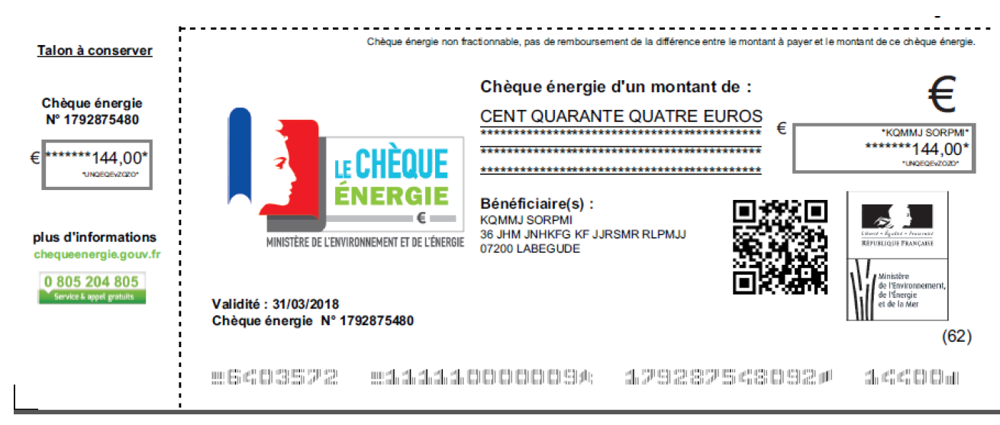 Talon à conserver
Chèque énergie
N° 1792875480
€ *******144,00*
*UNQEQEvZOZO*
plus d'informations
chequeenergie.gouv.fr
0 805 204 805
Service & appel gratuits
Chèque énergie non fractionnable, pas de remboursement de la différence entre le montant à payer et le montant de ce chèque énergie.
LE CHÈQUE
ÉNERGIE
€
MINISTÈRE DE L'ENVIRONNEMENT ET DE L'ÉNERGIE
Chèque énergie d'un montant de :
CENT QUARANTE QUATRE EUROS
****************************************
****************************************
****************************************
€
€
*KQMMJ SORPMI*
*******144,00*
*UNQEQEvZOZO*
Bénéficiaire(s) :
KQMMJ SORPMI
36 JHM JNHKFG KF JJRSMR RLPMJJ
07200 LABEGUDE
Liberté • Égalité • Fraternité
RÉPUBLIQUE FRANÇAISE
Ministère
de l'Environnement,
de l'Énergie
et de la Mer
Validité : 31/03/2018
Chèque énergie N° 1792875480
(62)
6403572 111110000009 179287548092 14400